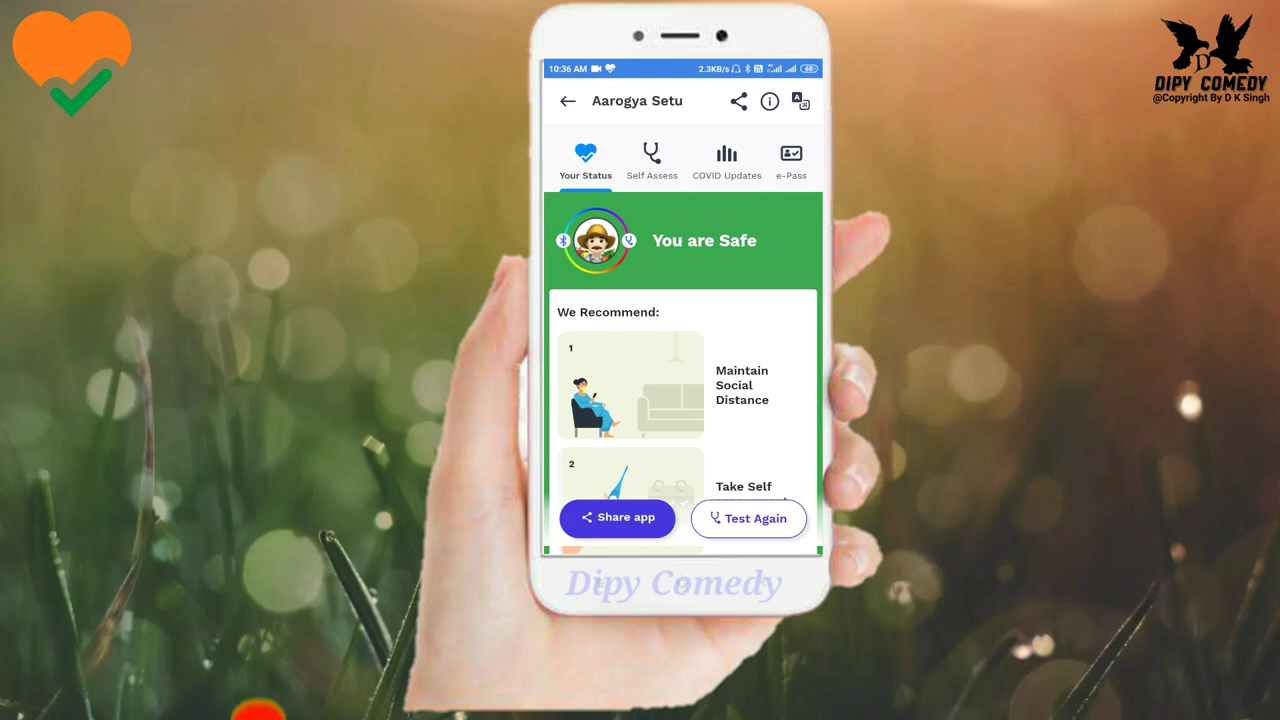 DIPY COMEDY
@Copyright By D K Singh
10:36 AM 2.3KB/s 68
Aarogya Setu
Your Status Self Assess COVID Updates e-Pass
You are Safe
We Recommend:
1
Maintain
Social
Distance
2
Take Self
Share app Test Again
Dipy Comedy